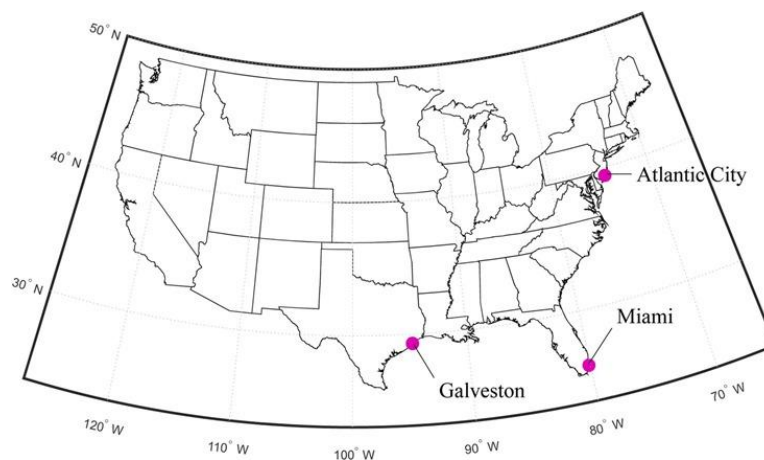 50° N
40° N
Atlantic City
30° N
Miami
Galveston
70° W
120° W
110° W
100° W
90° W
80° W